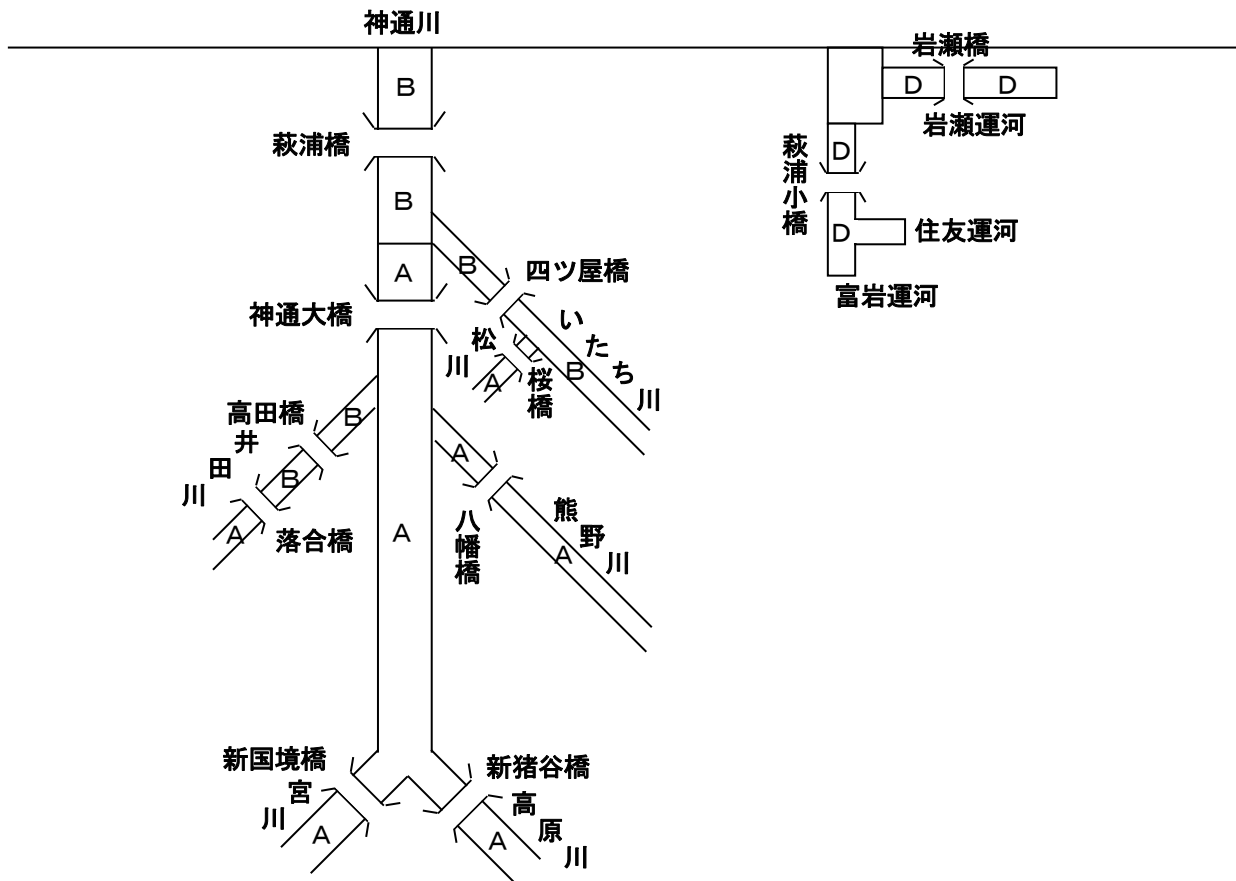 神通川
岩瀬橋
B
D
D
岩瀬運河
萩浦橋
萩浦小橋
D
B
D
住友運河
B
四ツ屋橋
A
富岩運河
神通大橋
いたち川
松川
桜橋
A
B
高田橋
B
井田川
B
A
落合橋
A
八幡橋
A
熊野川
A
新国境橋
新猪谷橋
宮川
A
高原川
A